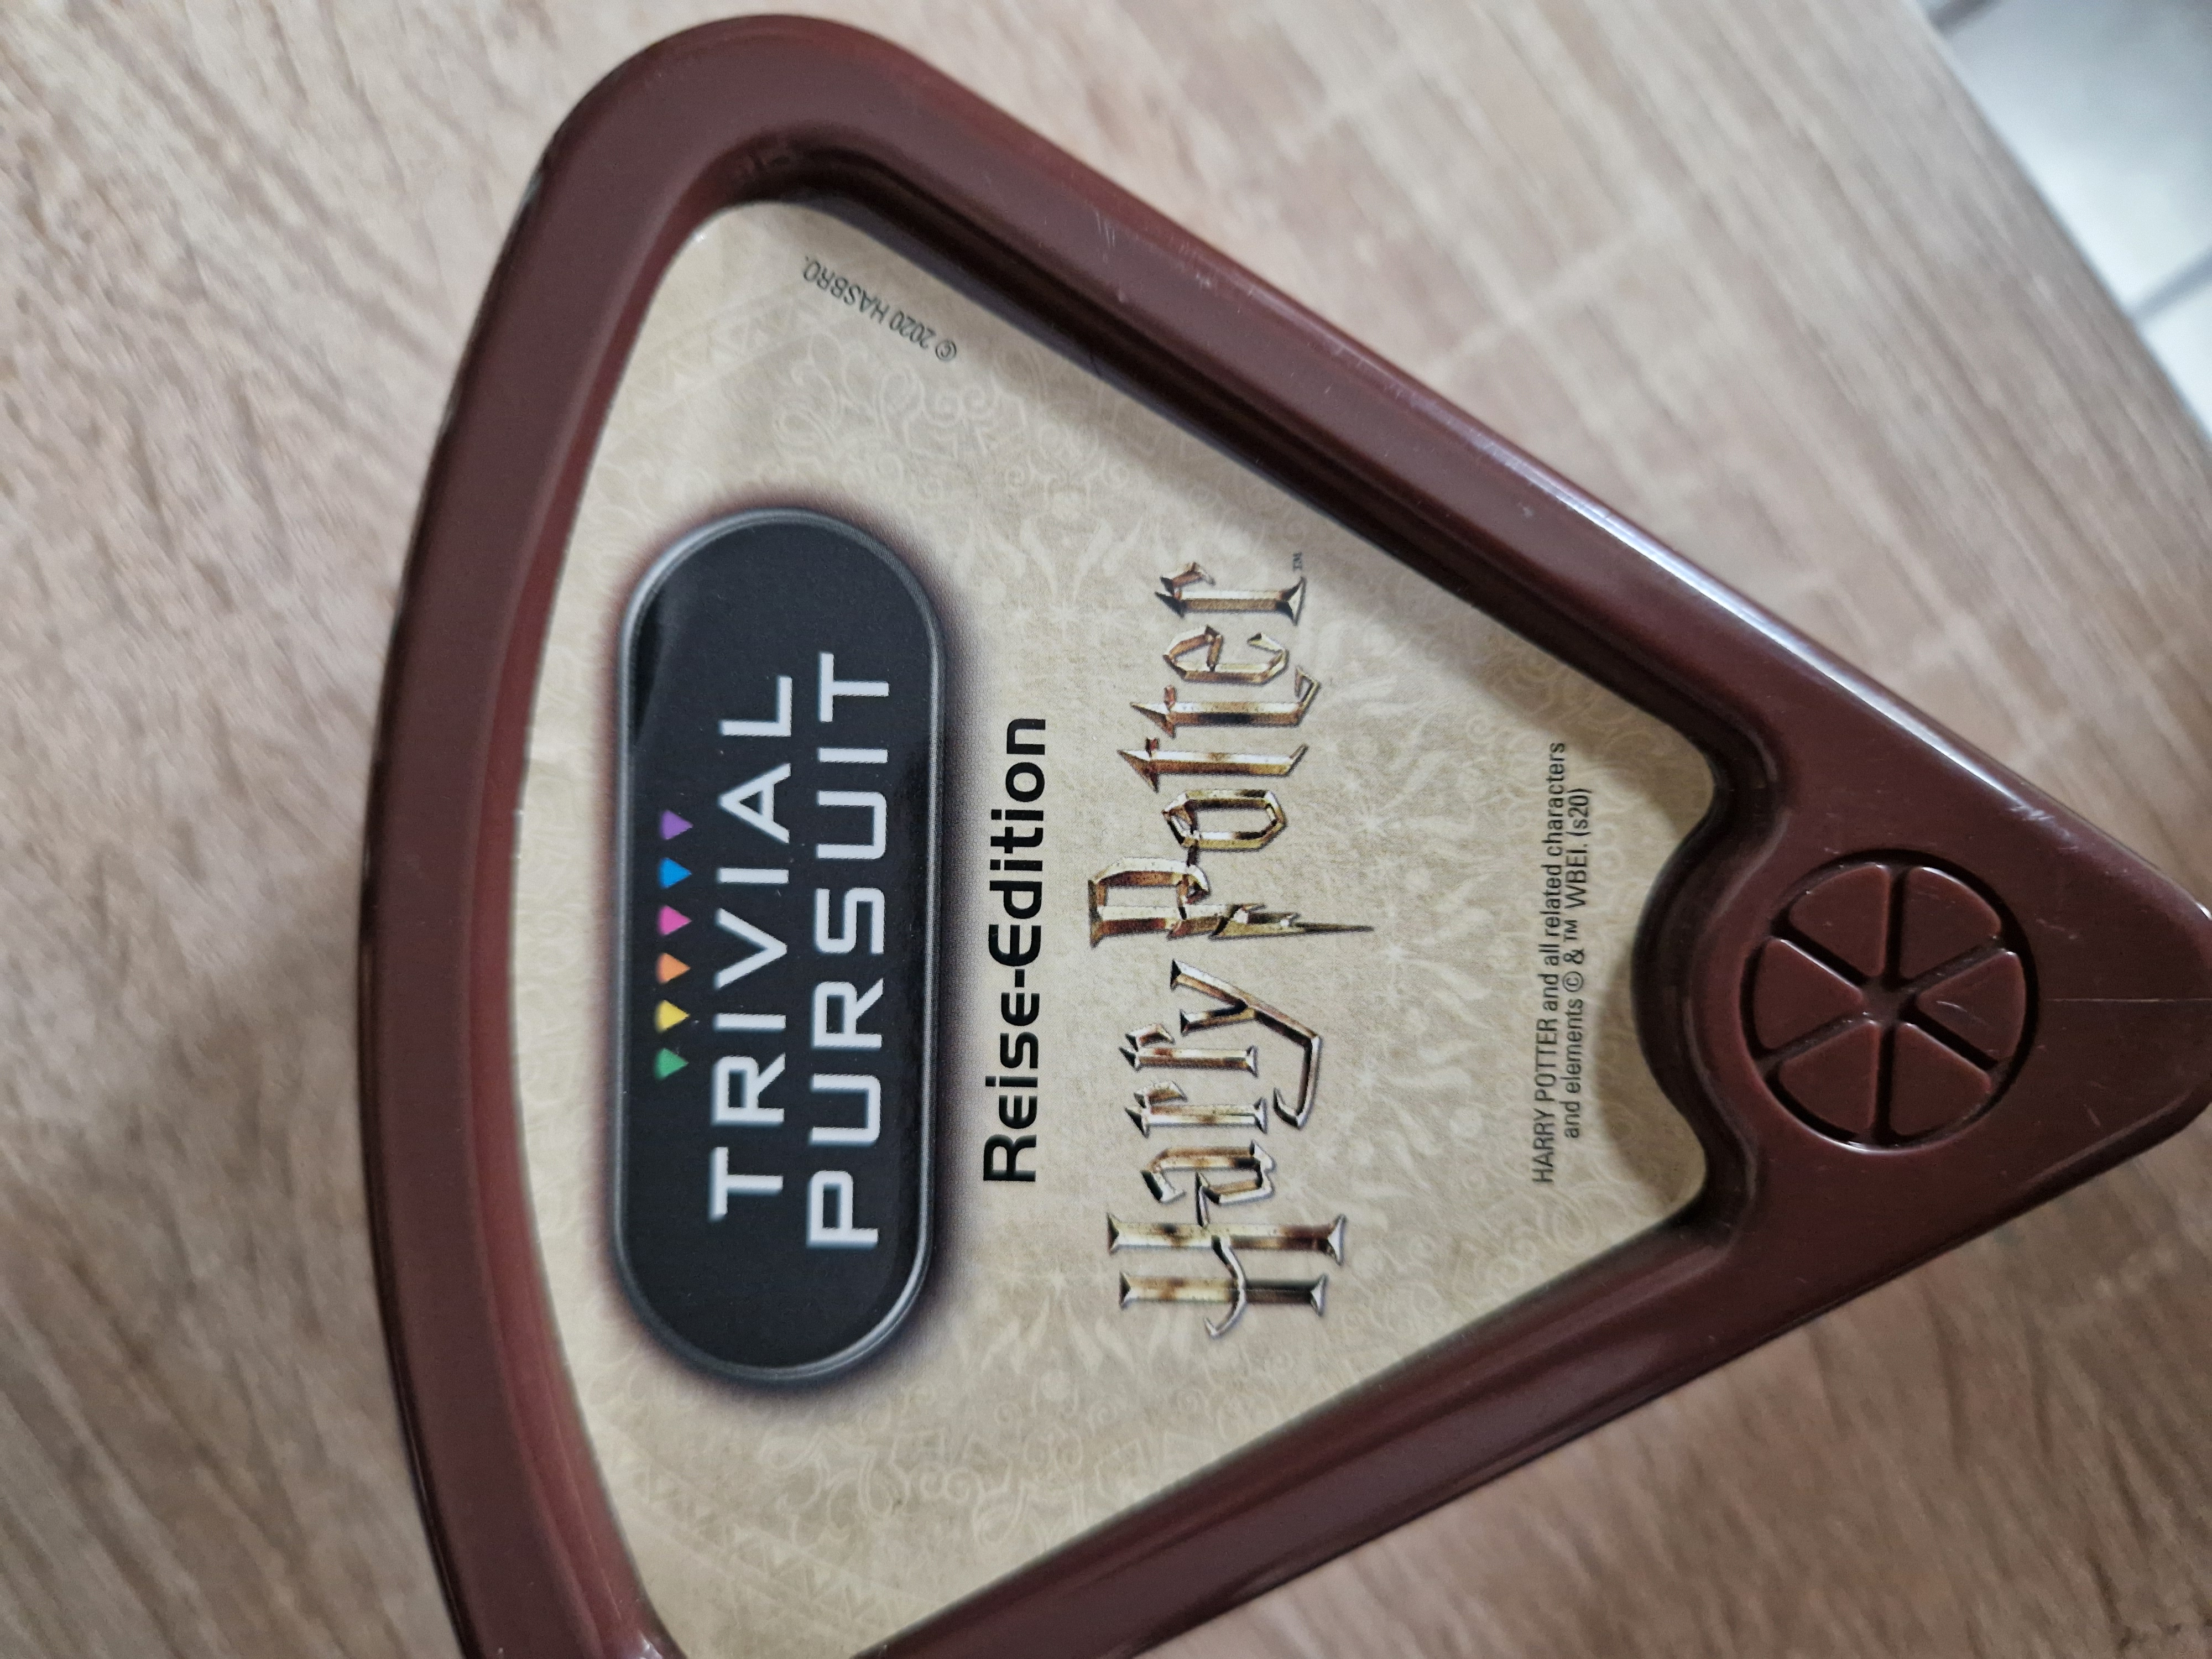 TRIVIAL
PURSUIT
Reise-Edition
Harry Potter™
HARRY POTTER and all related characters
and elements © & ™ WBEI. (s20)
© 2020 HASBRO.